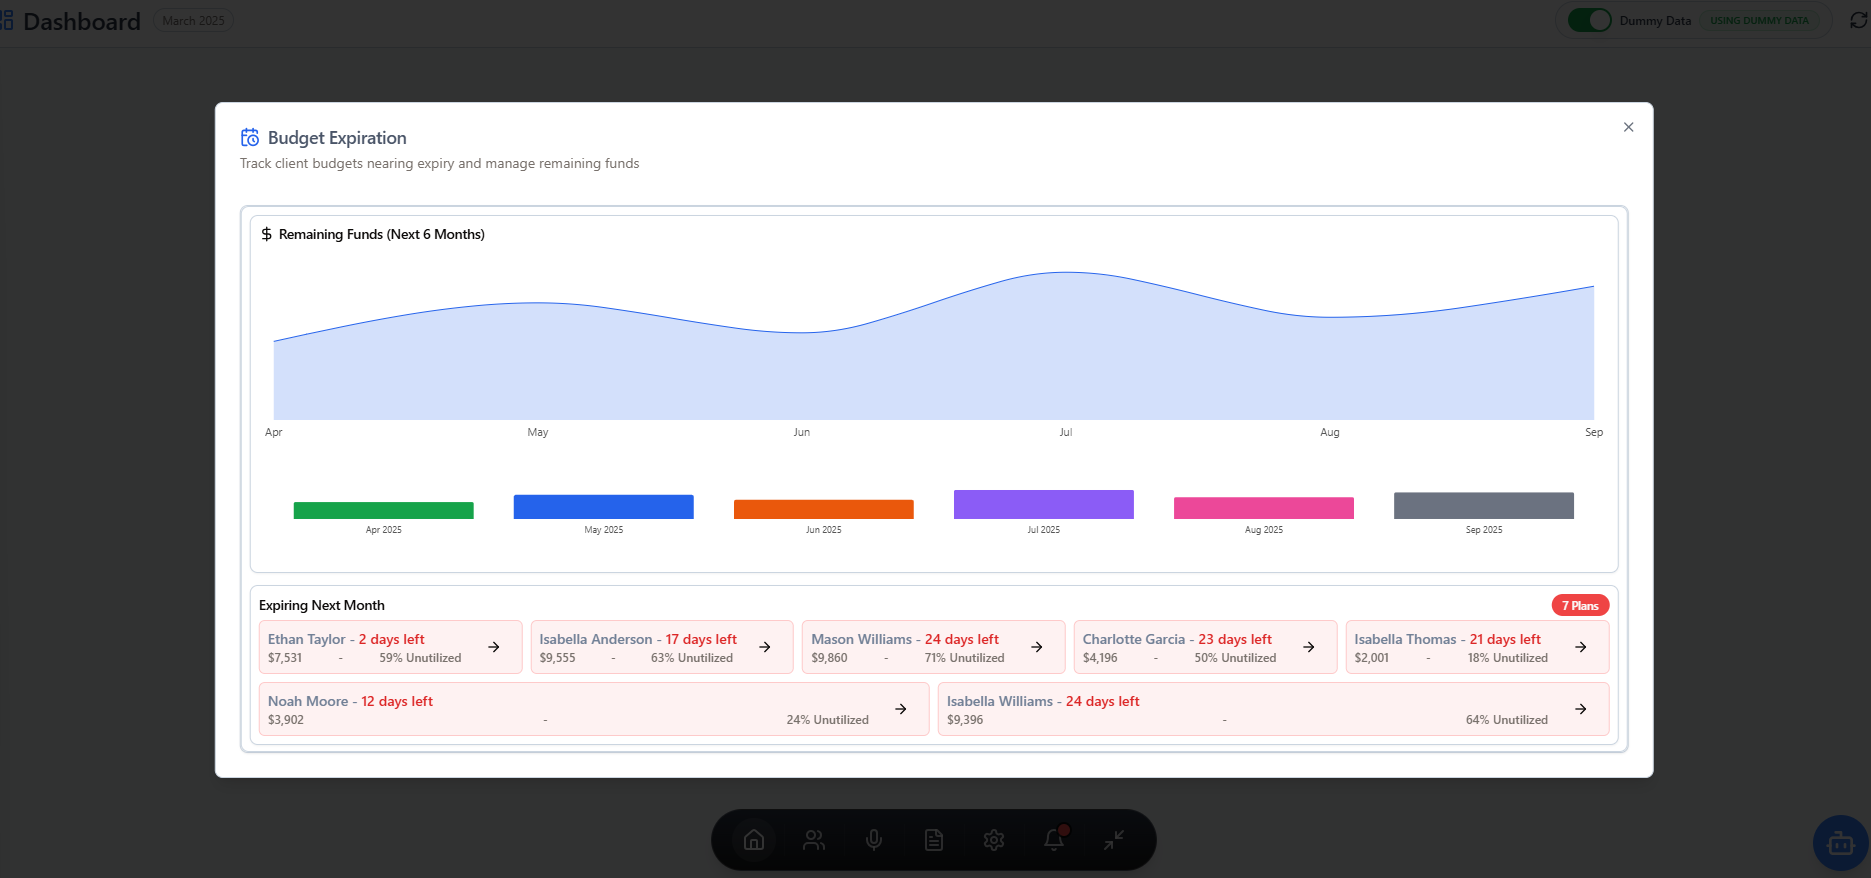 Dashboard March 2025 Dummy Data USING DUMMY DATA
Budget Expiration
Track client budgets nearing expiry and manage remaining funds
Remaining Funds (Next 6 Months)
Apr May Jun Jul Aug Sep
Apr 2025 May 2025 Jun 2025 Jul 2025 Aug 2025 Sep 2025
Expiring Next Month 7 Plans
Ethan Taylor - 2 days left
$7,531 - 59% Unutilized
Isabella Anderson - 17 days left
$9,555 - 63% Unutilized
Mason Williams - 24 days left
$9,860 - 71% Unutilized
Charlotte Garcia - 23 days left
$4,196 - 50% Unutilized
Isabella Thomas - 21 days left
$2,001 - 18% Unutilized
Noah Moore - 12 days left
$3,902 - 24% Unutilized
Isabella Williams - 24 days left
$9,396 - 64% Unutilized